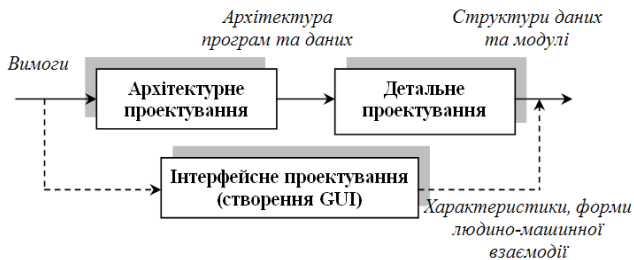 Вимоги
Архітектура
програм та даних
Структури даних
та модулі
Архітектурне
проектування
Детальне
проектування
Інтерфейсне проектування
(створення GUI)
Характеристики, форми
людино-машинної
взаємодії